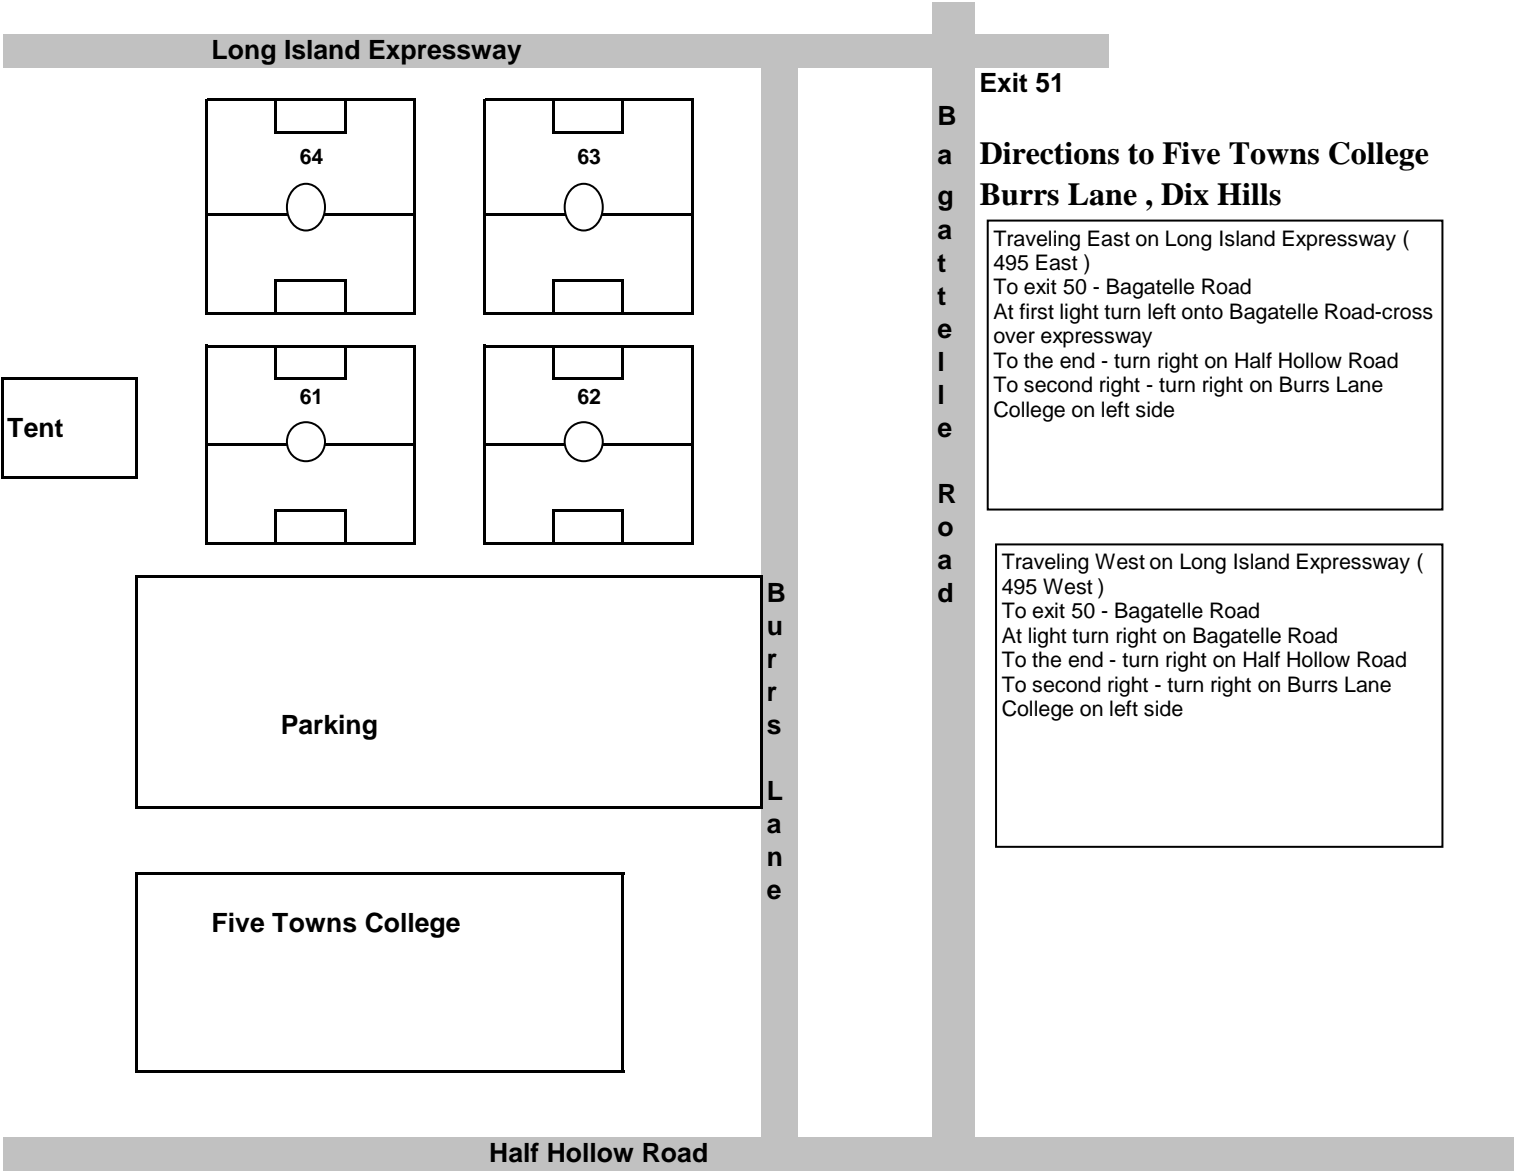 Long Island Expressway
Exit 51
Bagattelle Road
Directions to Five Towns College
Burrs Lane , Dix Hills
64
63
Traveling East on Long Island Expressway (
495 East )
To exit 50 - Bagatelle Road
At first light turn left onto Bagatelle Road-cross
over expressway
To the end - turn right on Half Hollow Road
To second right - turn right on Burrs Lane
College on left side
61
62
Tent
Traveling West on Long Island Expressway (
495 West )
To exit 50 - Bagatelle Road
At light turn right on Bagatelle Road
To the end - turn right on Half Hollow Road
To second right - turn right on Burrs Lane
College on left side
Burrs Lane
Parking
Five Towns College
Half Hollow Road